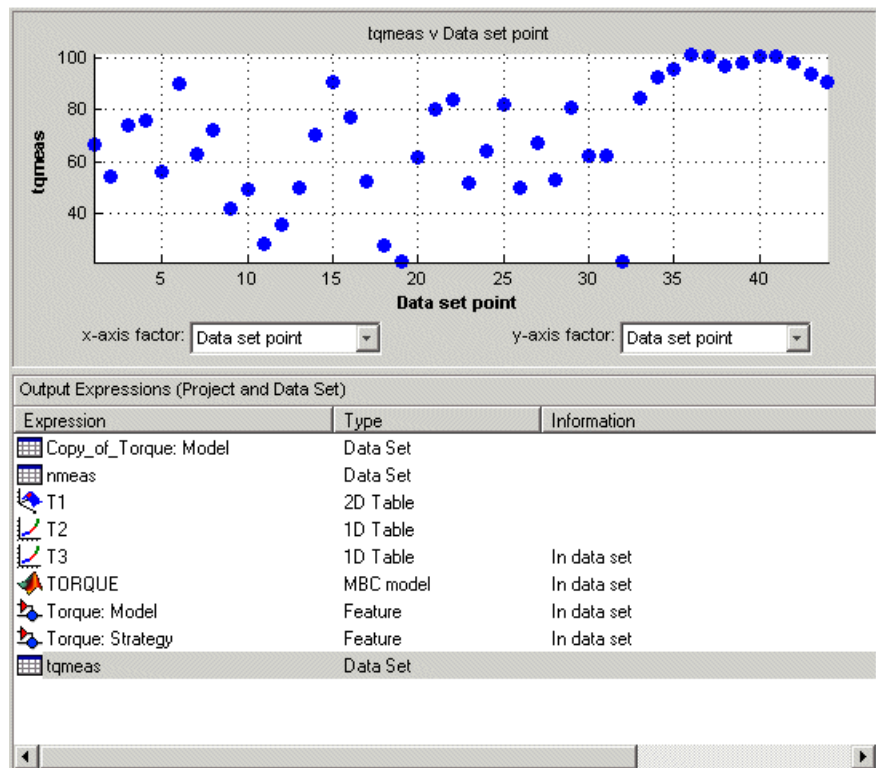 tqmeas v Data set point
100
80
60
40
tqmeas
5 10 15 20 25 30 35 40
Data set point
x-axis factor: Data set point y-axis factor: Data set point
Output Expressions (Project and Data Set)
Expression Type Information
Copy_of_Torque: Model Data Set
nmeas Data Set
T1 2D Table
T2 1D Table
T3 1D Table In data set
TORQUE MBC model In data set
Torque: Model Feature In data set
Torque: Strategy Feature In data set
tqmeas Data Set